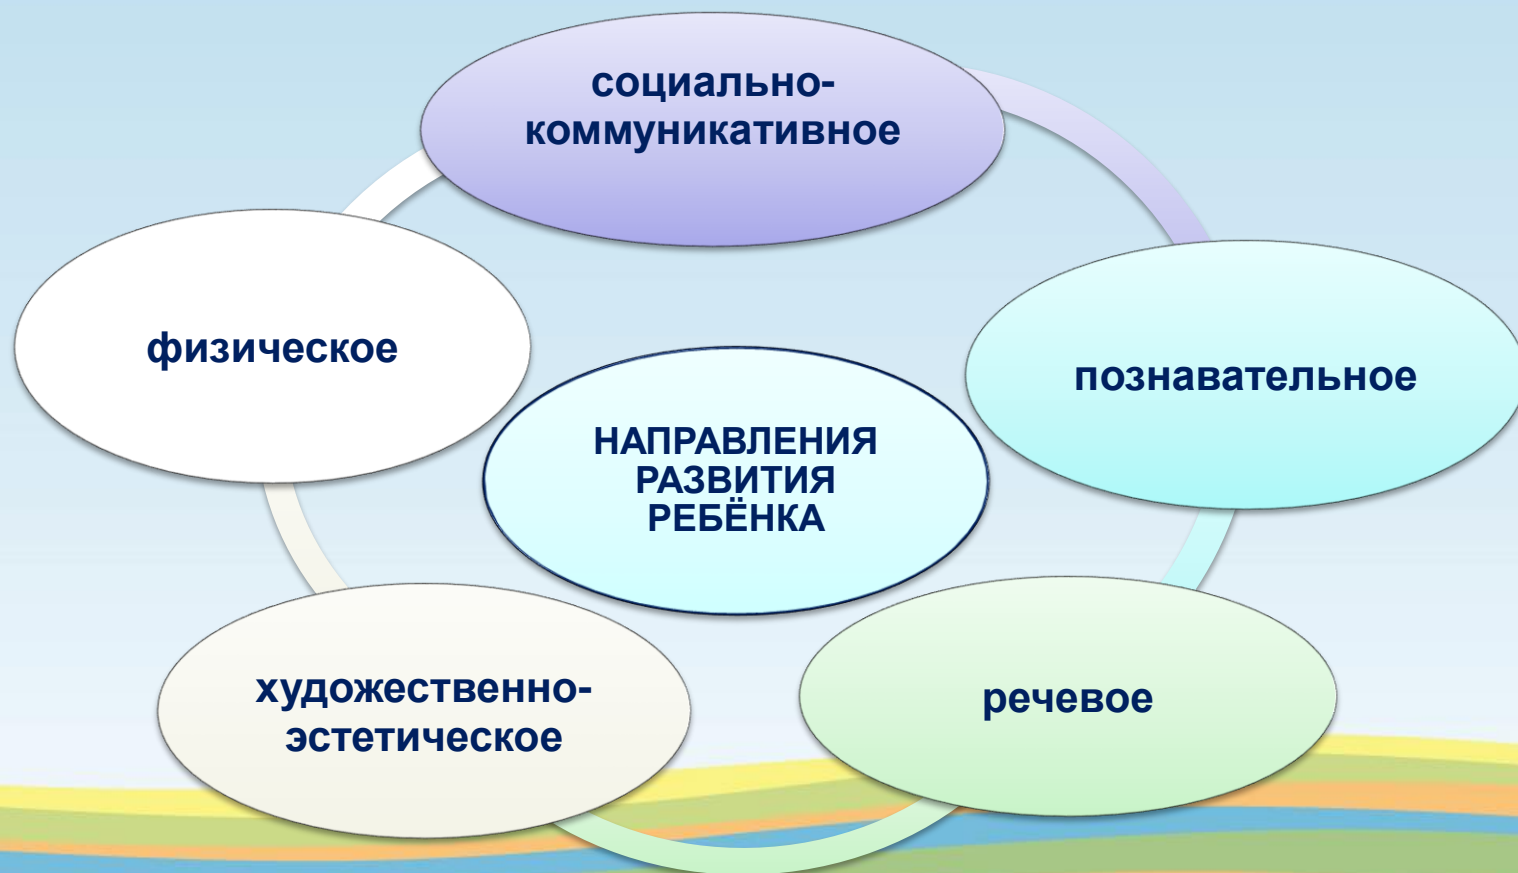 социально-
коммуникативное
физическое
познавательное
НАПРАВЛЕНИЯ
РАЗВИТИЯ
РЕБЁНКА
художественно-
эстетическое
речевое